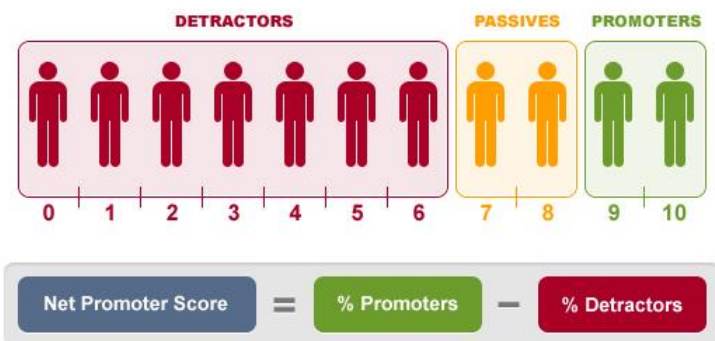 DETRACTORS PASSIVES PROMOTERS
0 1 2 3 4 5 6 7 8 9 10
Net Promoter Score = % Promoters − % Detractors